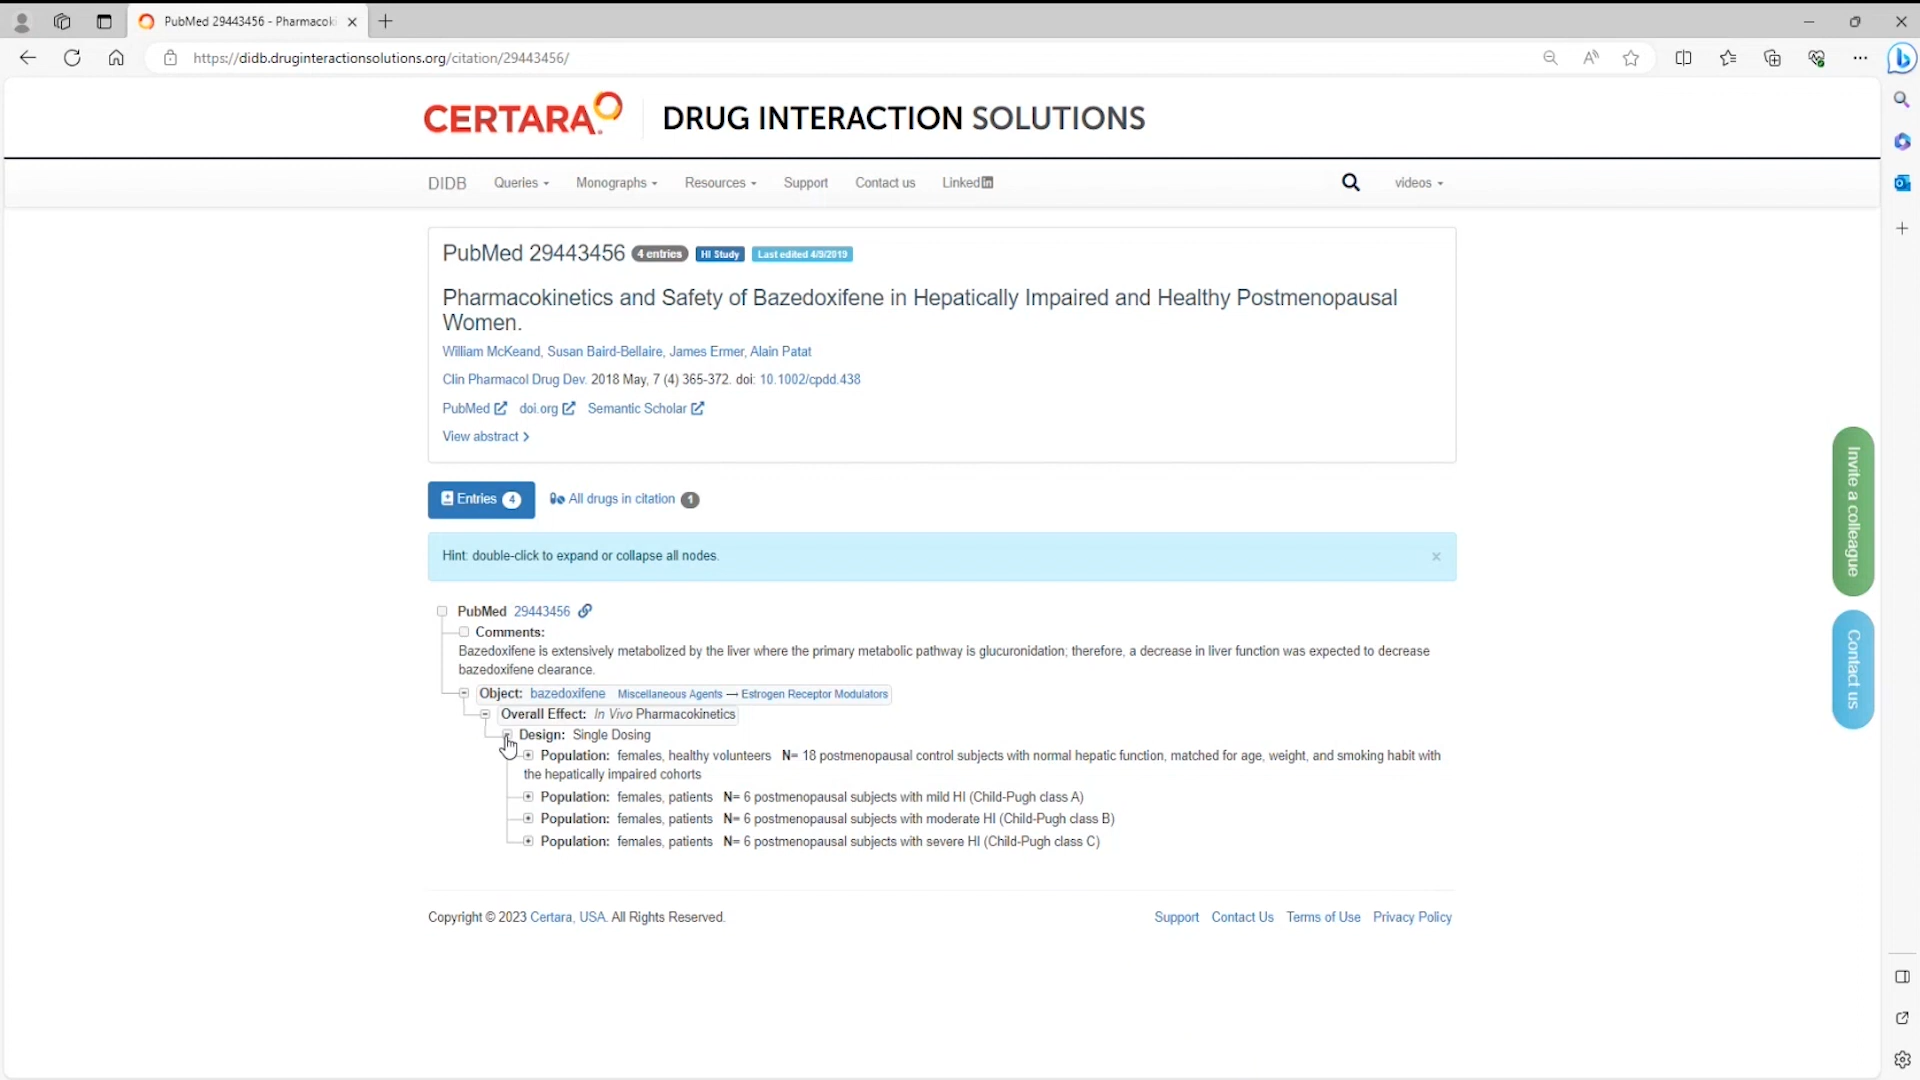 PubMed 29443456 - Pharmacoki
https://didb.druginteractionsolutions.org/citation/29443456/
CERTARA | DRUG INTERACTION SOLUTIONS
DIDB Queries Monographs Resources Support Contact us Linked in videos
PubMed 29443456 4 entries HI Study Last edited 4/9/2019
Pharmacokinetics and Safety of Bazedoxifene in Hepatically Impaired and Healthy Postmenopausal
Women.
William McKeand, Susan Baird-Bellaire, James Ermer, Alain Patat
Clin Pharmacol Drug Dev. 2018 May, 7 (4) 365-372. doi: 10.1002/cpdd.438
PubMed doi.org Semantic Scholar
View abstract
Entries 4 All drugs in citation 1
Hint: double-click to expand or collapse all nodes.
PubMed 29443456
Comments:
Bazedoxifene is extensively metabolized by the liver where the primary metabolic pathway is glucuronidation; therefore, a decrease in liver function was expected to decrease
bazedoxifene clearance.
Object: bazedoxifene Miscellaneous Agents → Estrogen Receptor Modulators
Overall Effect: In Vivo Pharmacokinetics
Design: Single Dosing
Population: females, healthy volunteers N= 18 postmenopausal control subjects with normal hepatic function, matched for age, weight, and smoking habit with
the hepatically impaired cohorts
Population: females, patients N= 6 postmenopausal subjects with mild HI (Child-Pugh class A)
Population: females, patients N= 6 postmenopausal subjects with moderate HI (Child-Pugh class B)
Population: females, patients N= 6 postmenopausal subjects with severe HI (Child-Pugh class C)
Copyright © 2023 Certara, USA. All Rights Reserved. Support Contact Us Terms of Use Privacy Policy
Invite a colleague
Contact us